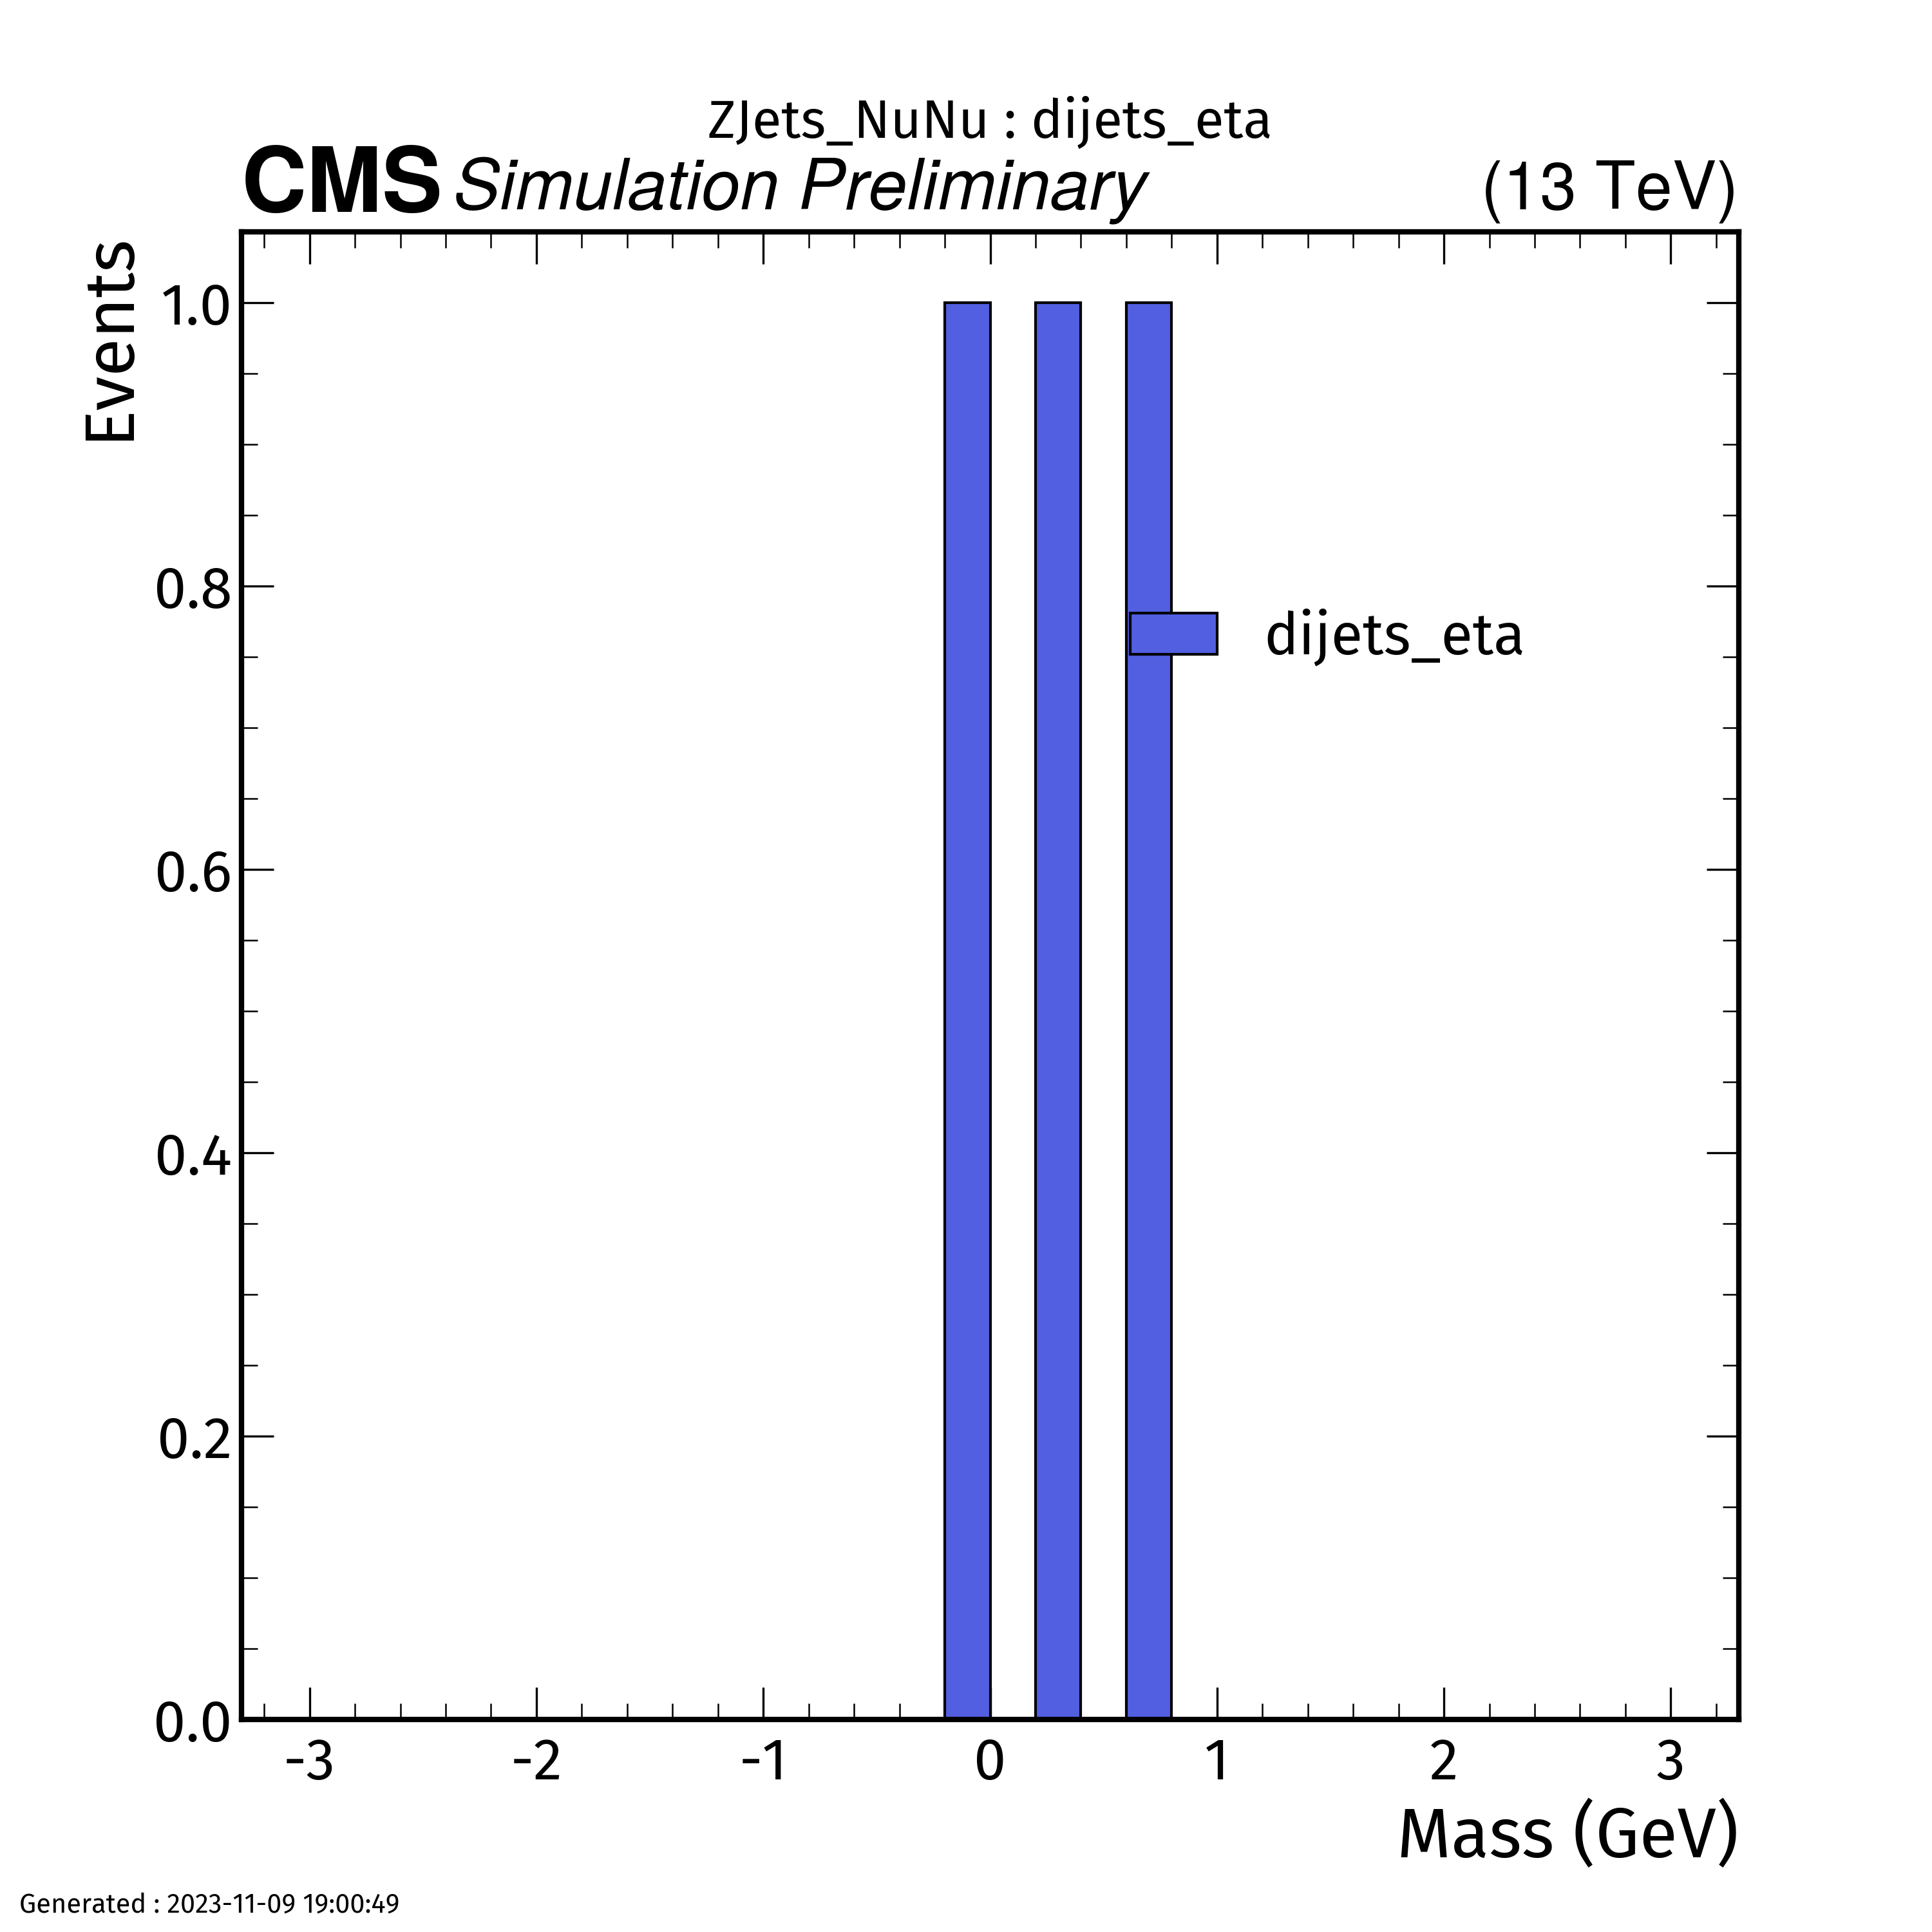 ZJets_NuNu : dijets_eta
CMS Simulation Preliminary (13 TeV)
Events
1.0
0.8
dijets_eta
0.6
0.4
0.2
0.0
-3 -2 -1 0 1 2 3
Mass (GeV)
Generated : 2023-11-09 19:00:49